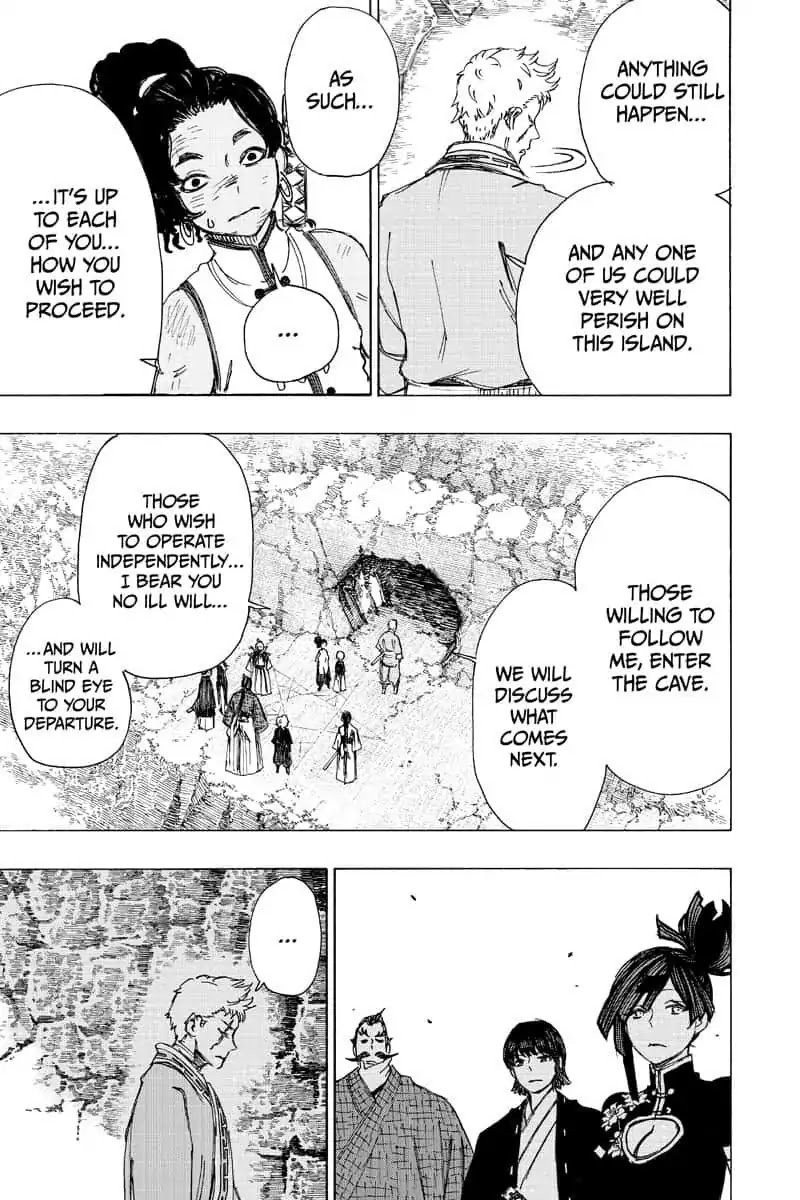 ANYTHING
COULD STILL
HAPPEN...
AND ANY ONE
OF US COULD
VERY WELL
PERISH ON
THIS ISLAND.
AS
SUCH...
...IT'S UP
TO EACH
OF YOU...
HOW YOU
WISH TO
PROCEED.
...
THOSE
WILLING TO
FOLLOW
ME, ENTER
THE CAVE.
WE WILL
DISCUSS
WHAT
COMES
NEXT.
THOSE
WHO WISH
TO OPERATE
INDEPENDENTLY...
I BEAR YOU
NO ILL WILL...
...AND WILL
TURN A
BLIND EYE
TO YOUR
DEPARTURE.
...